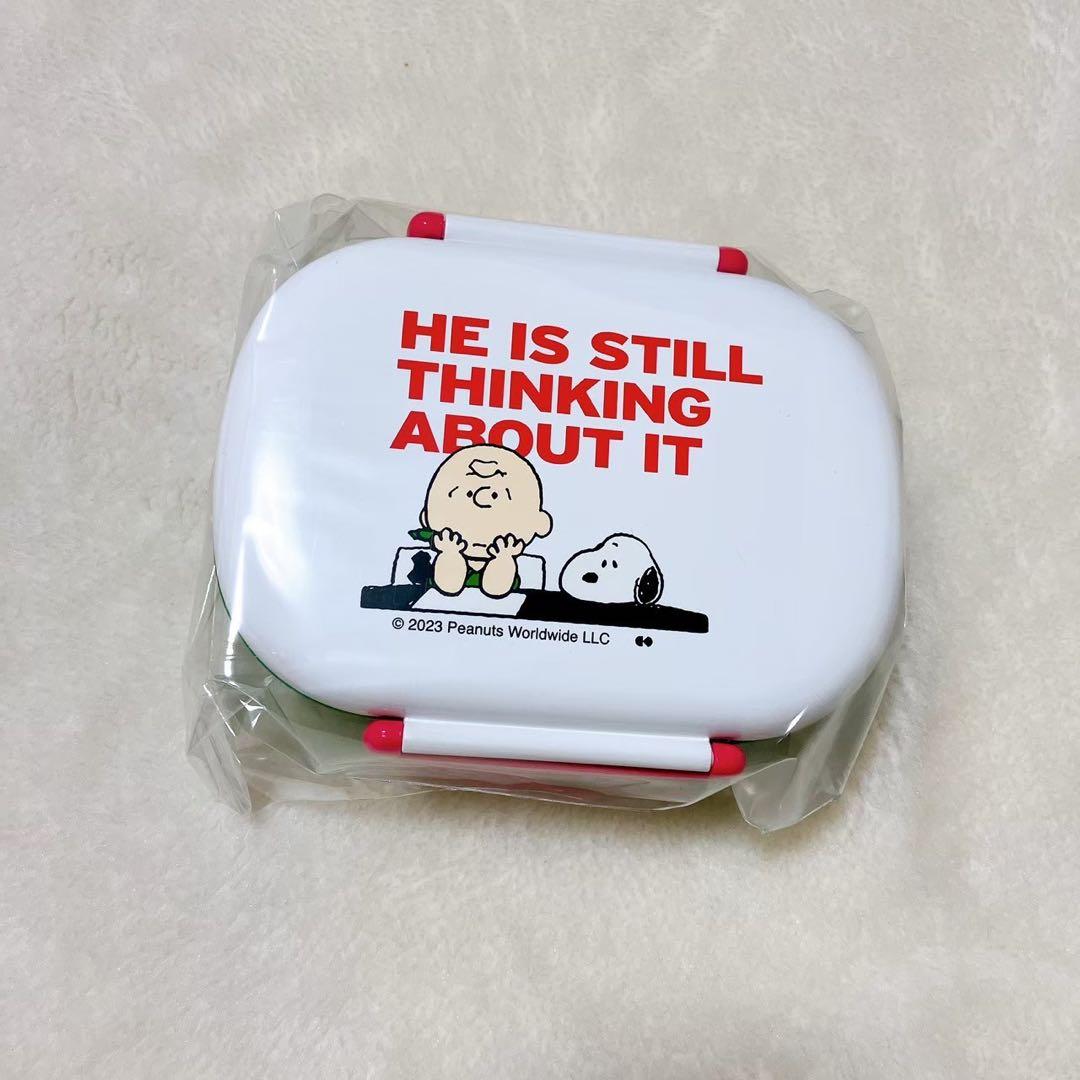 HE IS STILL
THINKING
ABOUT IT
© 2023 Peanuts Worldwide LLC